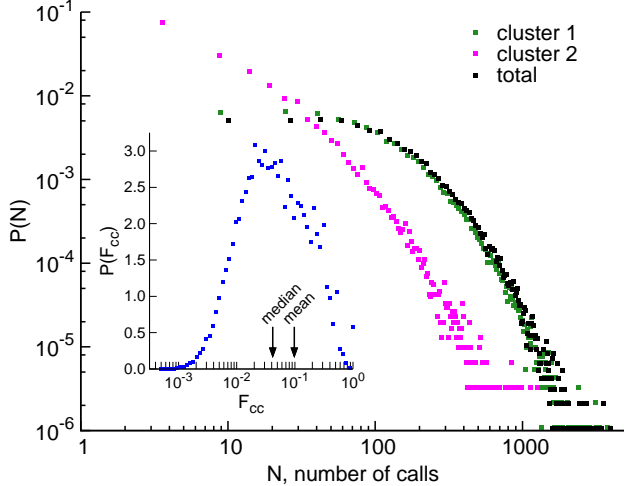 10^-1
10^-2
10^-3
10^-4
10^-5
10^-6
P(N)
cluster 1
cluster 2
total
3.0
2.5
2.0
1.5
1.0
0.5
0.0
P(F_cc)
median
mean
10^-3 10^-2 10^-1 10^0
F_cc
1 10 100 1000
N, number of calls